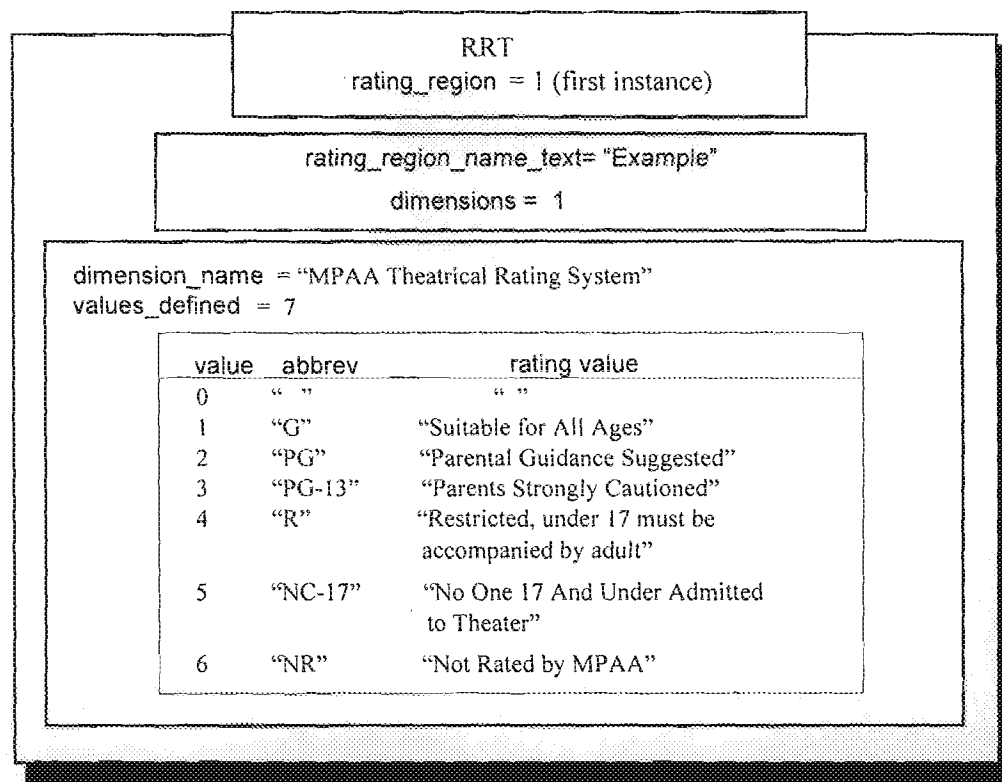 RRT
rating_region = 1 (first instance)
rating_region_name_text= “Example”
dimensions = 1
dimension_name = “MPAA Theatrical Rating System”
values_defined = 7
value abbrev rating value
0 “ ” “ ”
1 “G” “Suitable for All Ages”
2 “PG” “Parental Guidance Suggested”
3 “PG-13” “Parents Strongly Cautioned”
4 “R” “Restricted, under 17 must be
accompanied by adult”
5 “NC-17” “No One 17 And Under Admitted
to Theater”
6 “NR” “Not Rated by MPAA”